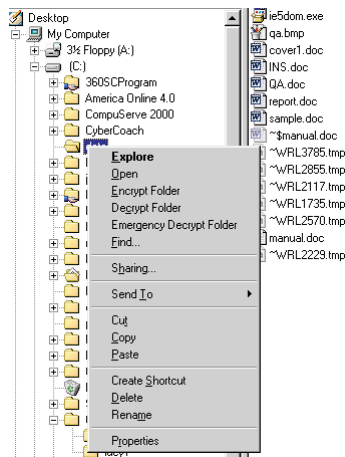 Desktop
My Computer
3½ Floppy (A:)
(C:)
360SCProgram
America Online 4.0
CompuServe 2000
CyberCoach
Explore
Open
Encrypt Folder
Decrypt Folder
Emergency Decrypt Folder
Find...
Sharing...
Send To
Cut
Copy
Paste
Create Shortcut
Delete
Rename
Properties
ie5dom.exe
qa.bmp
cover1.doc
INS.doc
QA.doc
report.doc
sample.doc
~$manual.doc
~WRL3785.tmp
~WRL2855.tmp
~WRL2117.tmp
~WRL1735.tmp
~WRL2570.tmp
manual.doc
~WRL2229.tmp